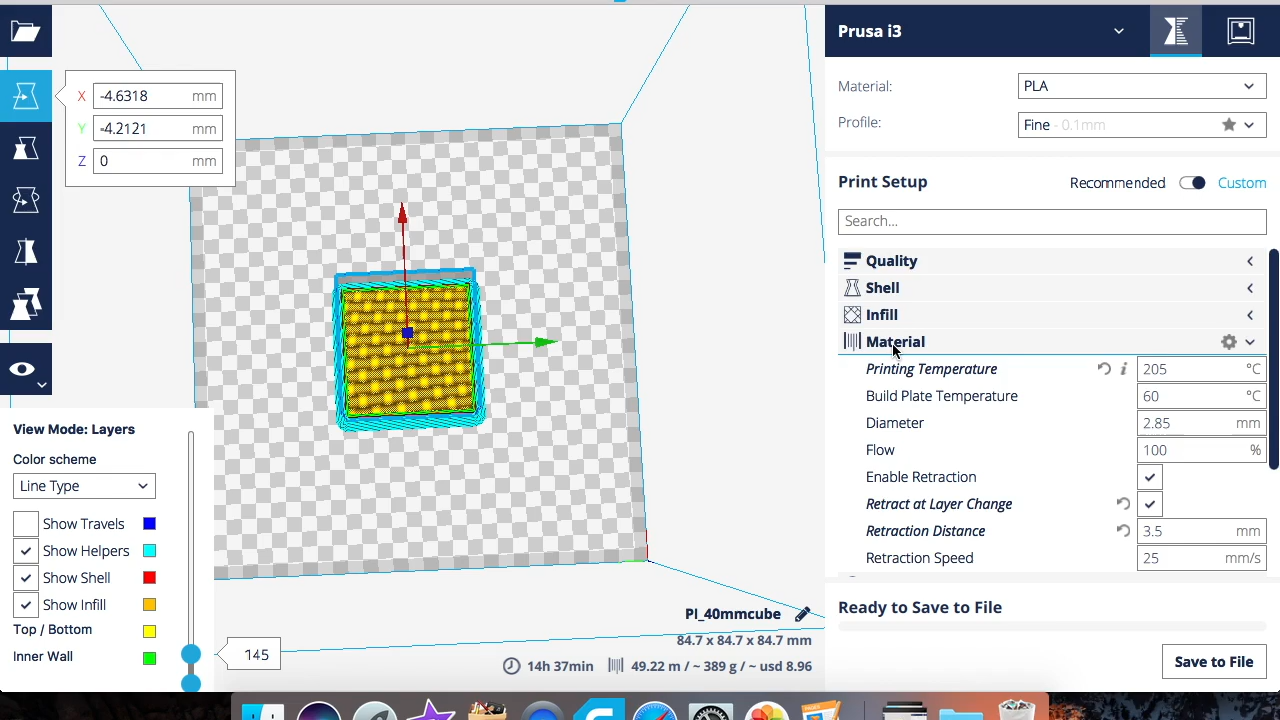 Prusa i3
X -4.6318 mm
Y -4.2121 mm
Z 0 mm
Material: PLA
Profile: Fine - 0.1mm
Print Setup Recommended Custom
Search...
Quality
Shell
Infill
Material
Printing Temperature i 205 °C
Build Plate Temperature 60 °C
Diameter 2.85 mm
Flow 100 %
Enable Retraction
Retract at Layer Change
Retraction Distance 3.5 mm
Retraction Speed 25 mm/s
View Mode: Layers
Color scheme
Line Type
Show Travels
Show Helpers
Show Shell
Show Infill
Top / Bottom
Inner Wall
145
PI_40mmcube
84.7 x 84.7 x 84.7 mm
14h 37min 49.22 m / ~ 389 g / ~ usd 8.96
Ready to Save to File
Save to File